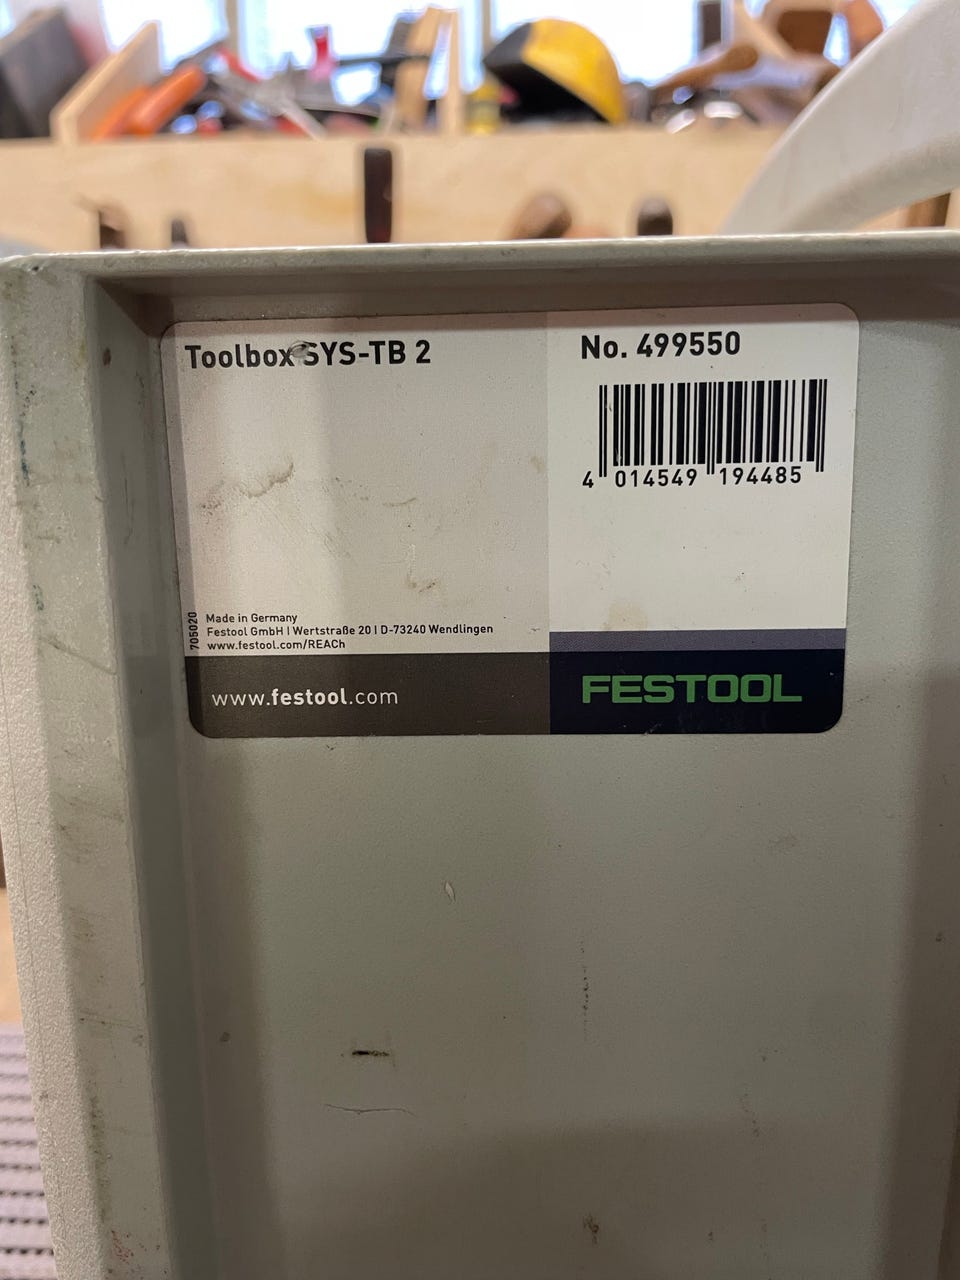 Toolbox SYS-TB 2
No. 499550
4 014549 194485
705020
Made in Germany
Festool GmbH | Wertstraße 20 | D-73240 Wendlingen
www.festool.com/REACh
www.festool.com
FESTOOL